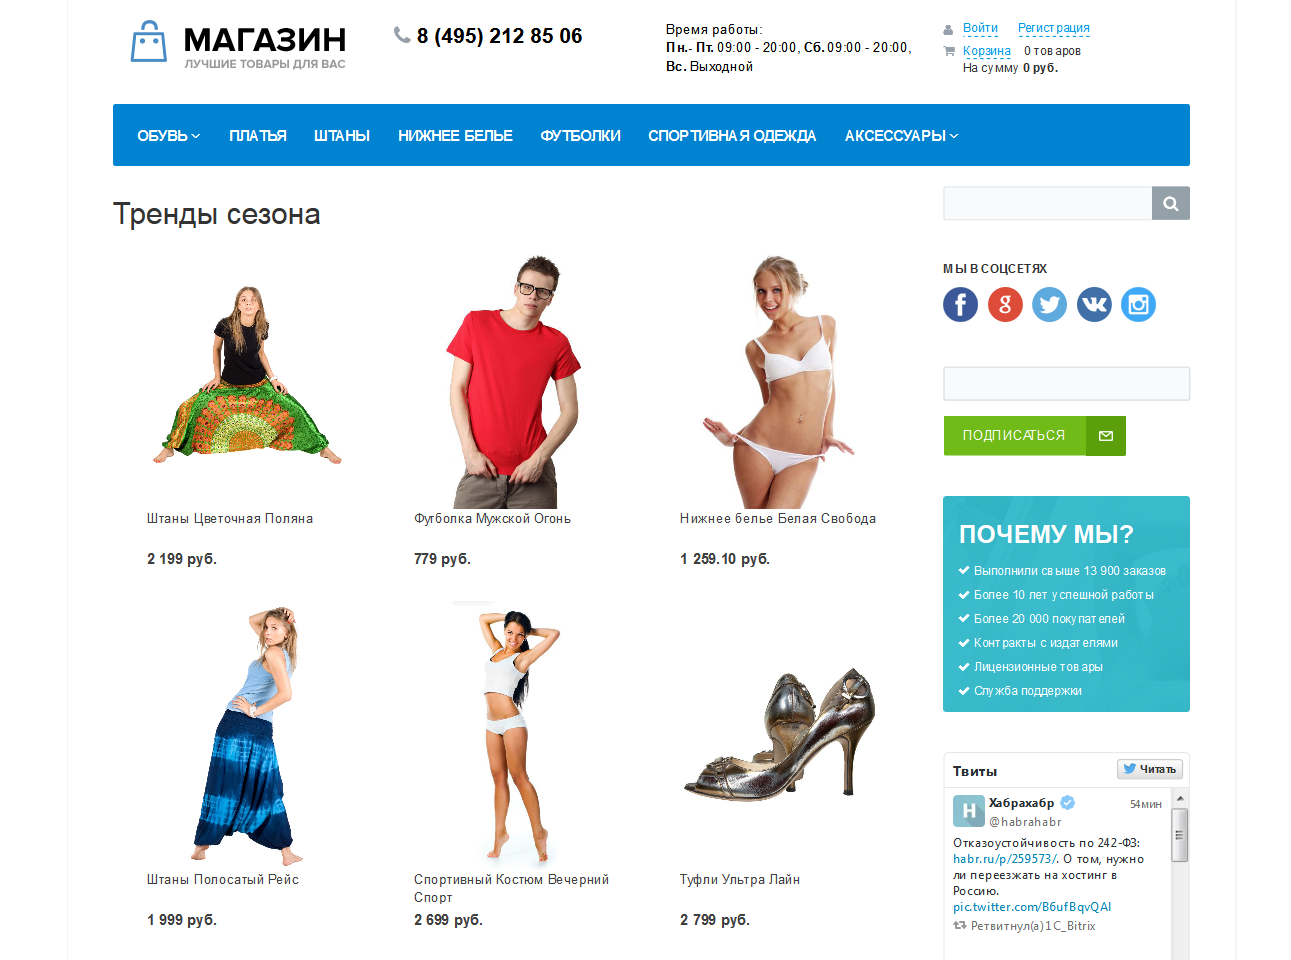 МАГАЗИН
ЛУЧШИЕ ТОВАРЫ ДЛЯ ВАС
8 (495) 212 85 06
Время работы:
Пн.- Пт. 09:00 - 20:00, Сб. 09:00 - 20:00,
Вс. Выходной
Войти Регистрация
Корзина 0 товаров
На сумму 0 руб.
ОБУВЬ ПЛАТЬЯ ШТАНЫ НИЖНЕЕ БЕЛЬЕ ФУТБОЛКИ СПОРТИВНАЯ ОДЕЖДА АКСЕССУАРЫ
Тренды сезона
Штаны Цветочная Поляна
2 199 руб.
Футболка Мужской Огонь
779 руб.
Нижнее белье Белая Свобода
1 259.10 руб.
Штаны Полосатый Рейс
1 999 руб.
Спортивный Костюм Вечерний
Спорт
2 699 руб.
Туфли Ультра Лайн
2 799 руб.
МЫ В СОЦСЕТЯХ
ПОДПИСАТЬСЯ
ПОЧЕМУ МЫ?
Выполнили свыше 13 900 заказов
Более 10 лет успешной работы
Более 20 000 покупателей
Контракты с издателями
Лицензионные товары
Служба поддержки
Твиты
Читать
H
Хабрахабр 54мин
@habrahabr
Отказоустойчивость по 242-ФЗ:
habr.ru/p/259573/. О том, нужно
ли переезжать на хостинг в
Россию.
pic.twitter.com/B6ufBqvQAI
Ретвитнул(а) 1C_Bitrix